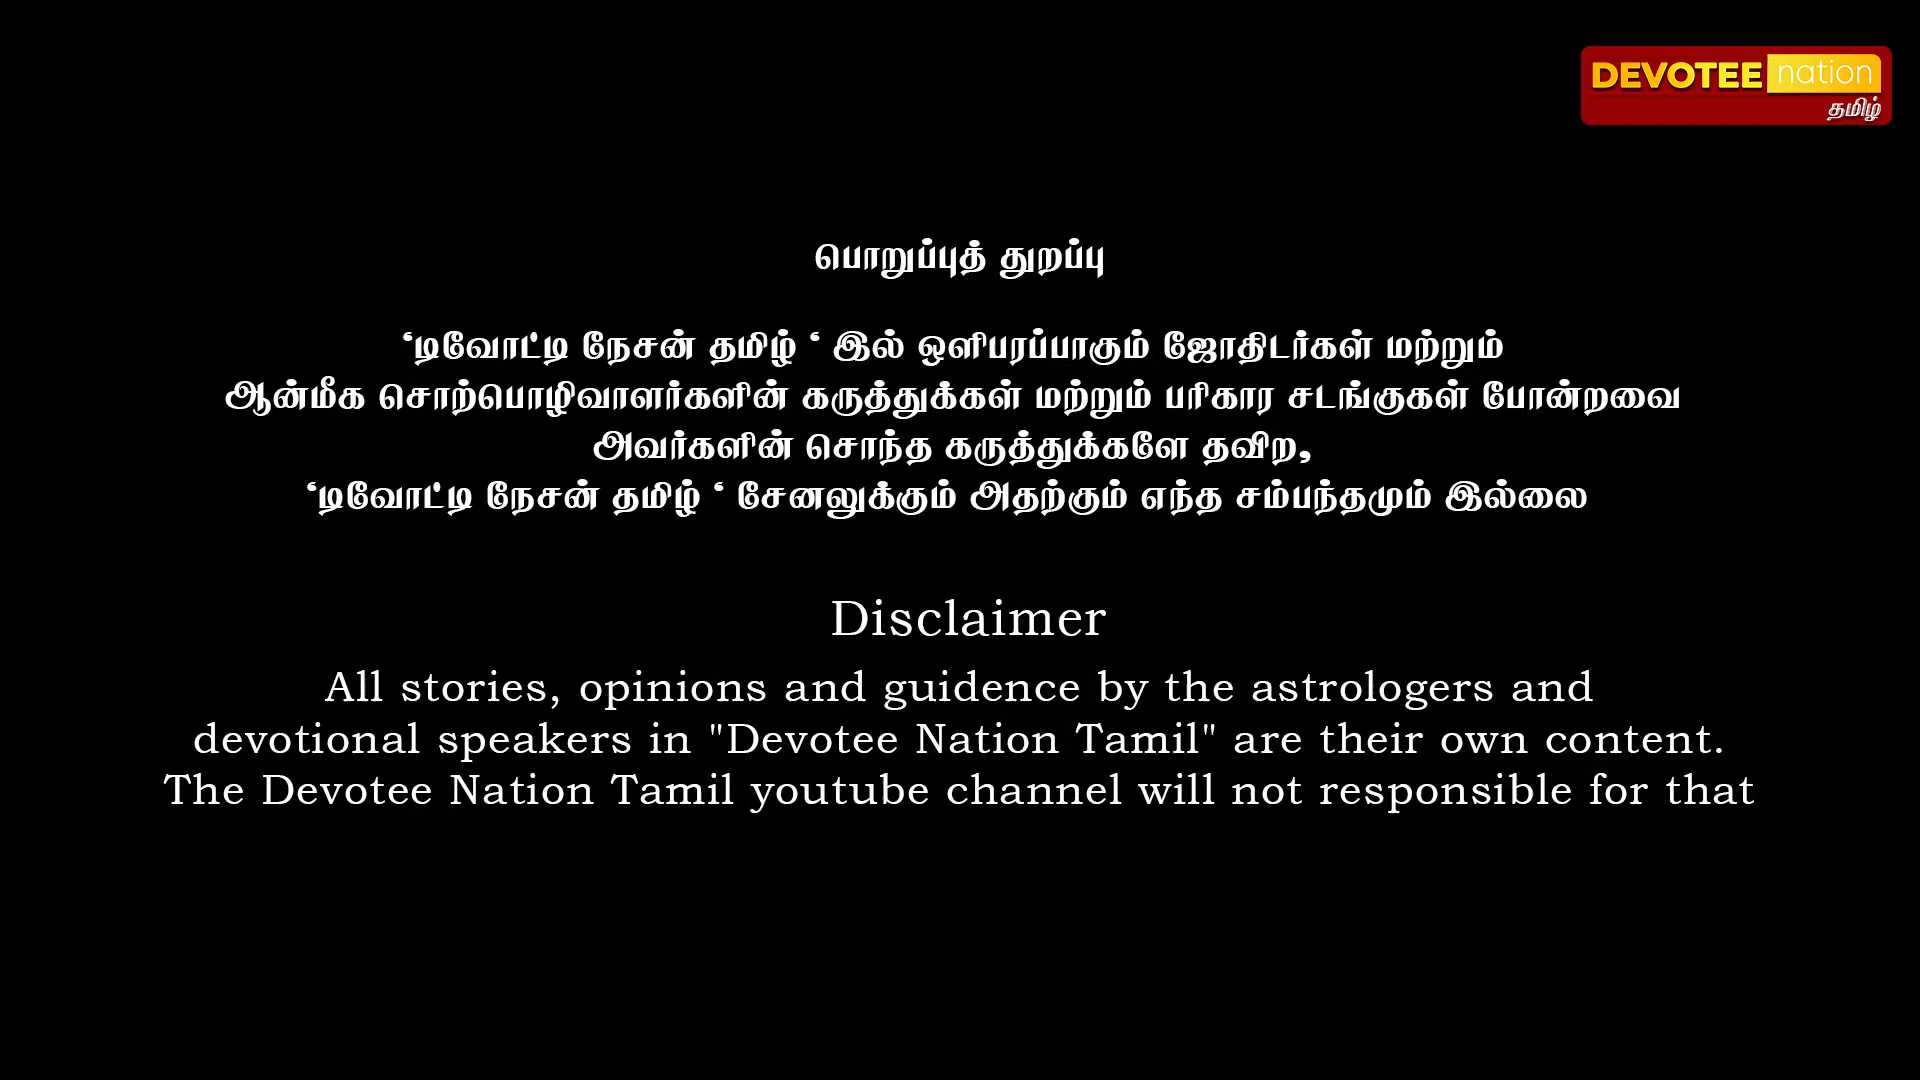 DEVOTEE nation
தமிழ்
பொறுப்புத் துறப்பு
‘டிவோட்டி நேசன் தமிழ் ‘ இல் ஒளிபரப்பாகும் ஜோதிடர்கள் மற்றும்
ஆன்மீக சொற்பொழிவாளர்களின் கருத்துக்கள் மற்றும் பரிகார சடங்குகள் போன்றவை
அவர்களின் சொந்த கருத்துக்களே தவிற,
‘டிவோட்டி நேசன் தமிழ் ‘ சேனலுக்கும் அதற்கும் எந்த சம்பந்தமும் இல்லை
Disclaimer
All stories, opinions and guidence by the astrologers and
devotional speakers in "Devotee Nation Tamil" are their own content.
The Devotee Nation Tamil youtube channel will not responsible for that